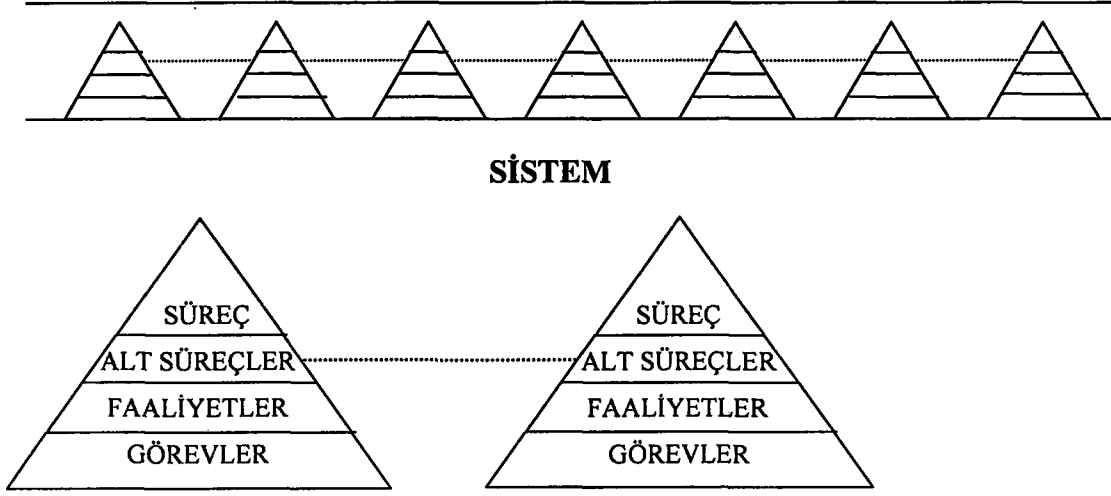 SİSTEM
SÜREÇ
ALT SÜREÇLER
FAALİYETLER
GÖREVLER
SÜREÇ
ALT SÜREÇLER
FAALİYETLER
GÖREVLER